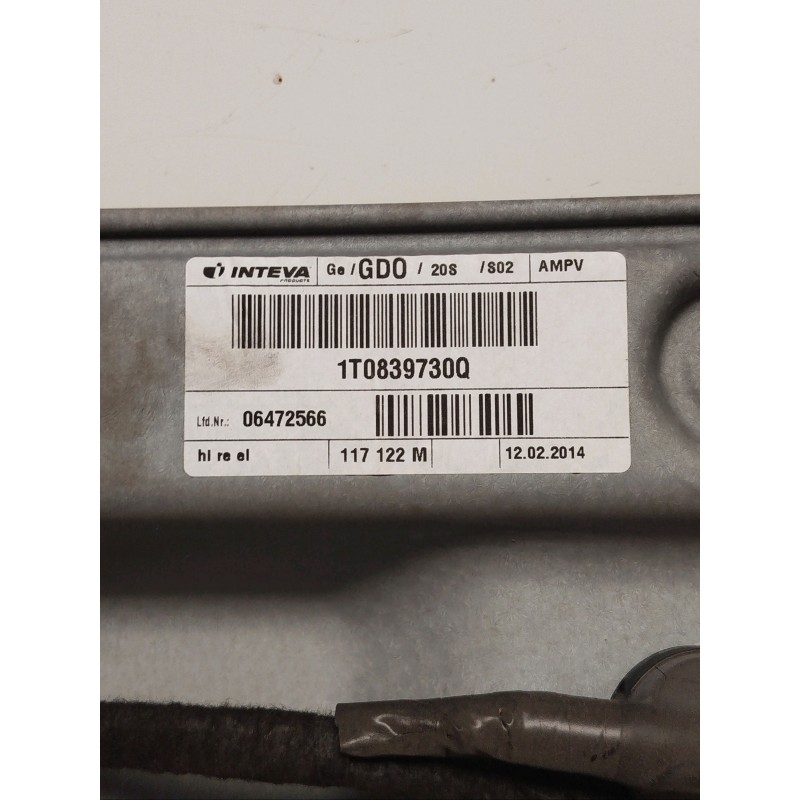 INTEVA PRODUCTS Ge / GDO / 20S / S02 AMPV
1T0839730Q
Lfd.Nr.: 06472566
hi re el 117 122 M 12.02.2014